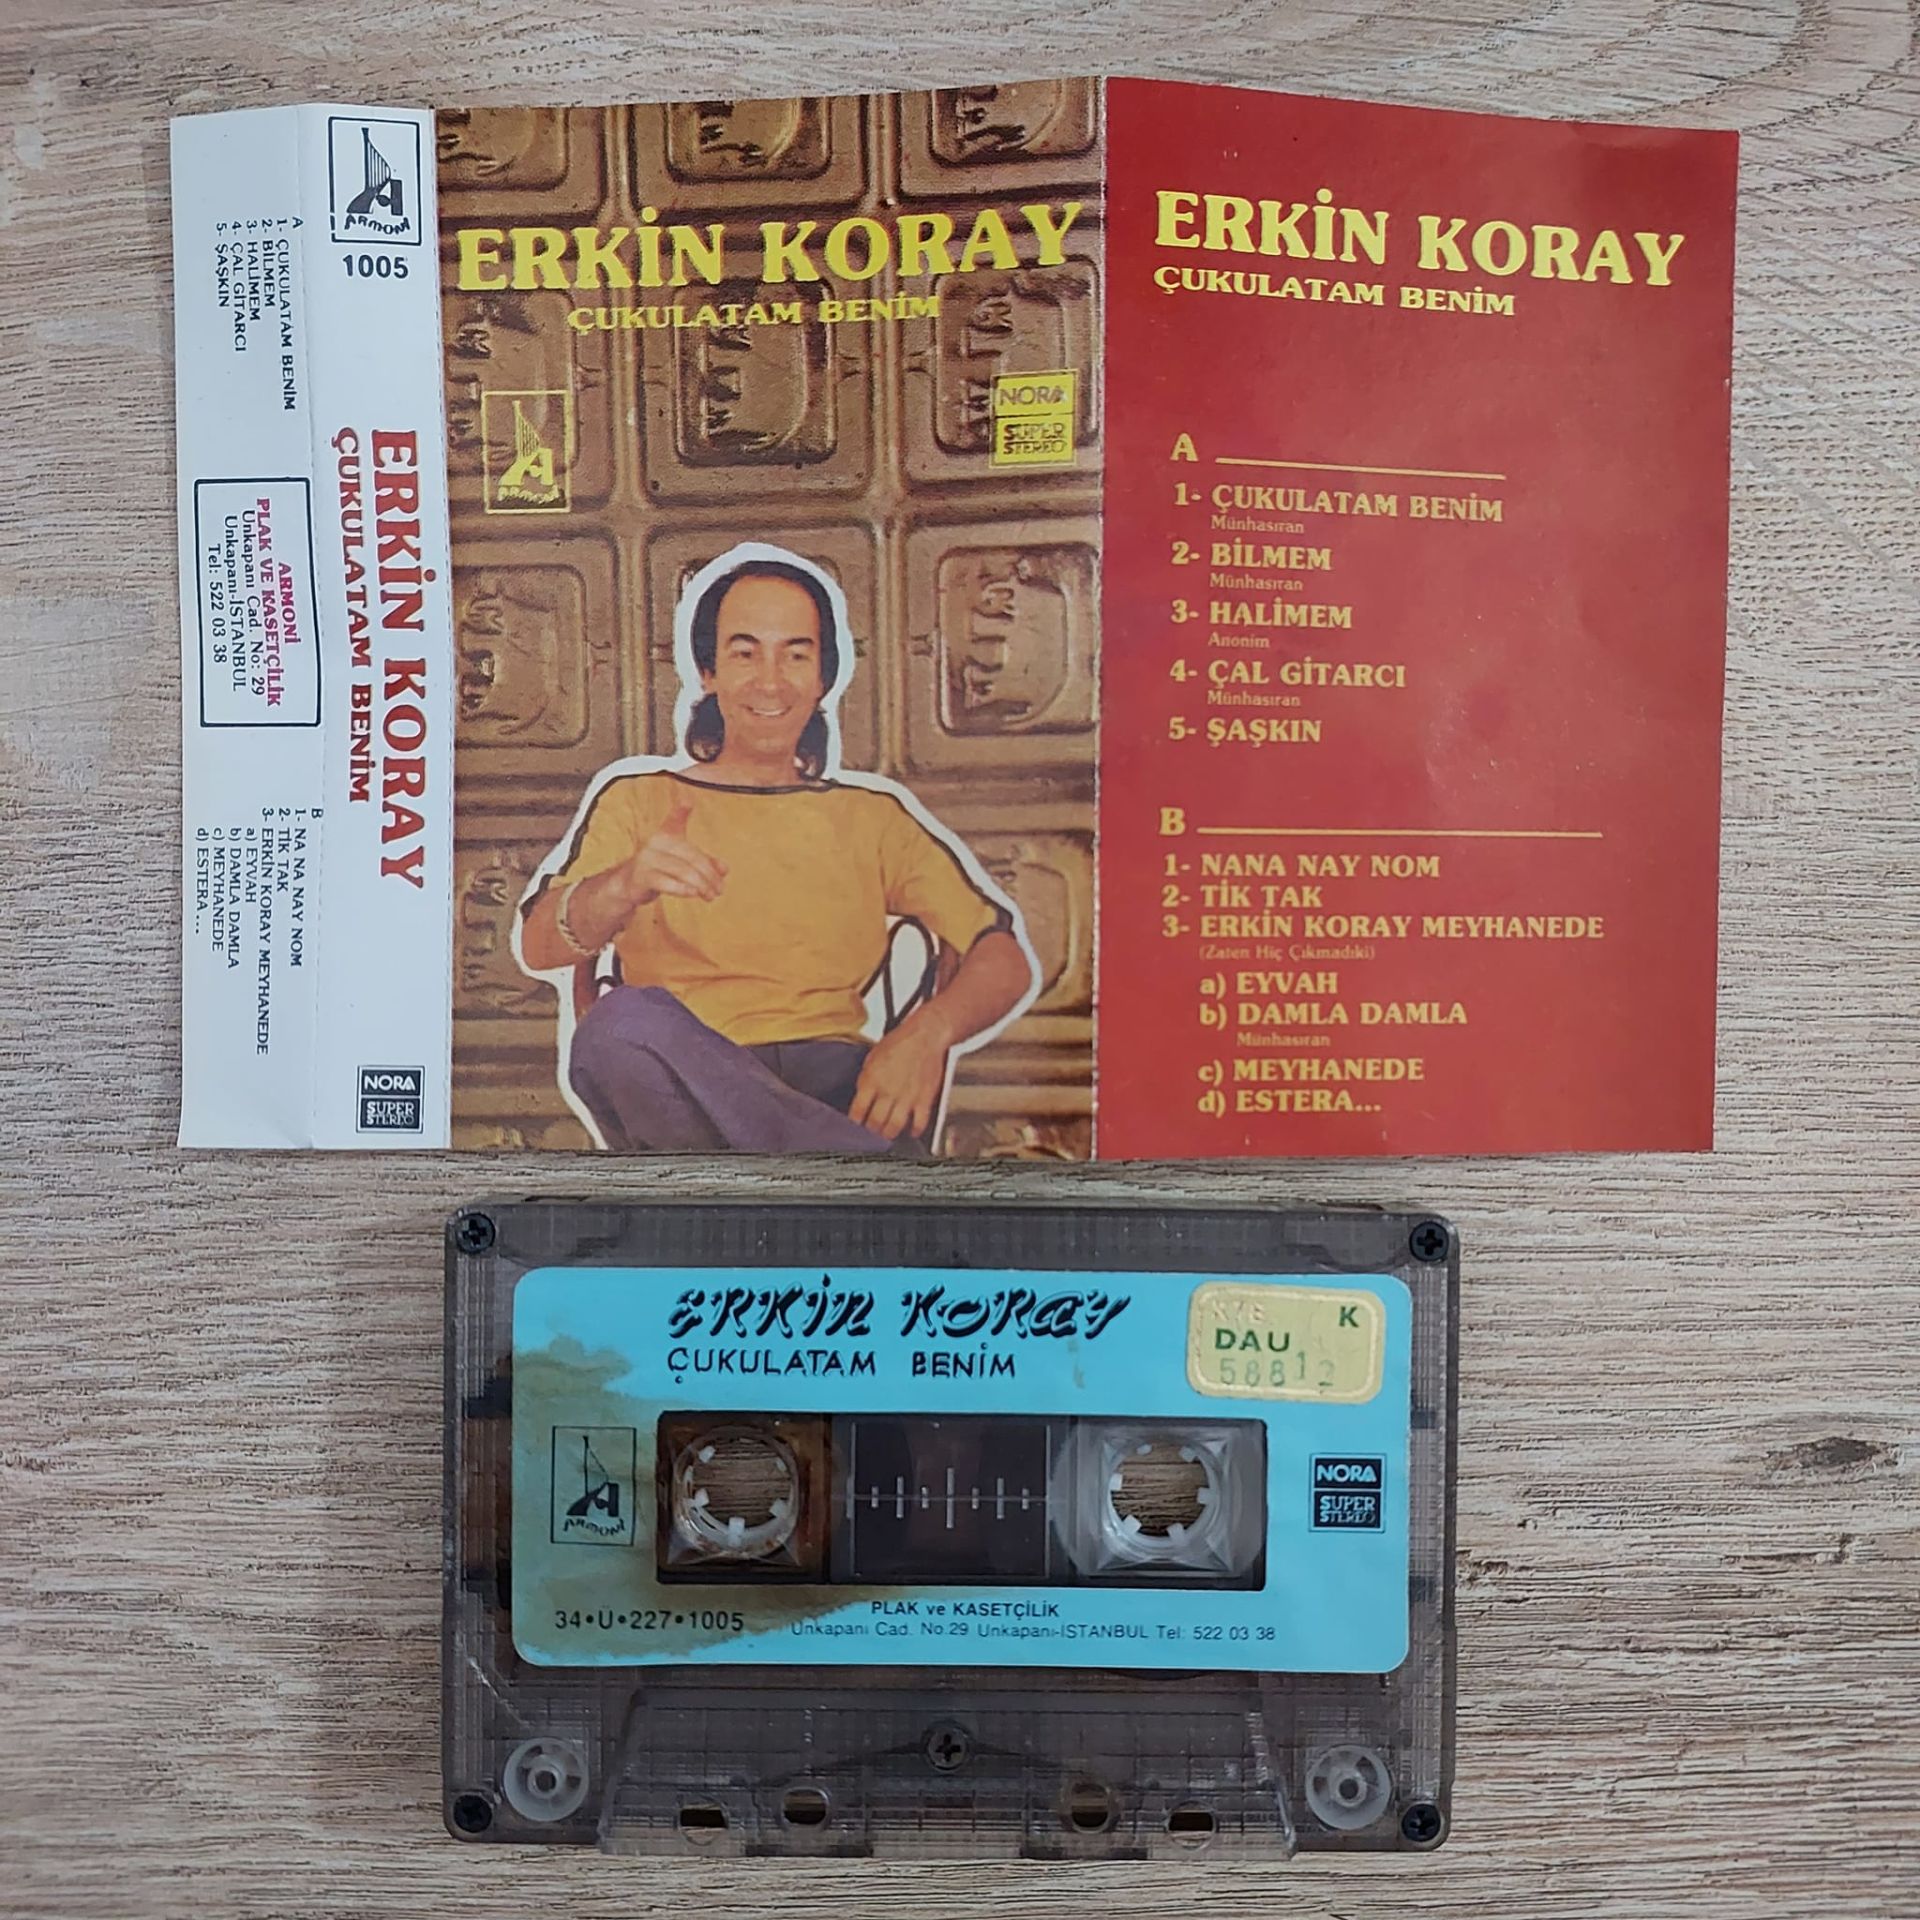 ARMONİ
1005
A
1- ÇUKULATAM BENİM
2- BİLMEM
3- HALİMEM
4- ÇAL GİTARCI
5- ŞAŞKIN
ARMONİ
PLAK VE KASETÇİLİK
Unkapanı Cad. No: 29
Unkapanı-İSTANBUL
Tel: 522 03 38
B
1- NA NA NAY NOM
2- TİK TAK
3- ERKİN KORAY MEYHANEDE
a) EYVAH
b) DAMLA DAMLA
c) MEYHANEDE
d) ESTERA...
ERKİN KORAY
ÇUKULATAM BENİM
NORA
SUPER
STEREO
ERKİN KORAY
ÇUKULATAM BENİM
ARMONİ
NORA
SUPER
STEREO
ERKİN KORAY
ÇUKULATAM BENİM
A
1- ÇUKULATAM BENİM
Münhasıran
2- BİLMEM
Münhasıran
3- HALİMEM
Anonim
4- ÇAL GİTARCI
Münhasıran
5- ŞAŞKIN
B
1- NANA NAY NOM
2- TİK TAK
3- ERKİN KORAY MEYHANEDE
(Zaten Hiç Çıkmadıki)
a) EYVAH
b) DAMLA DAMLA
Münhasıran
c) MEYHANEDE
d) ESTERA...
ERKİN KORAY
ÇUKULATAM BENİM
K
DAU
58812
ARMONİ
NORA
SUPER
STEREO
34•Ü•227•1005
PLAK ve KASETÇİLİK
Unkapanı Cad. No.29 Unkapanı-İSTANBUL Tel: 522 03 38